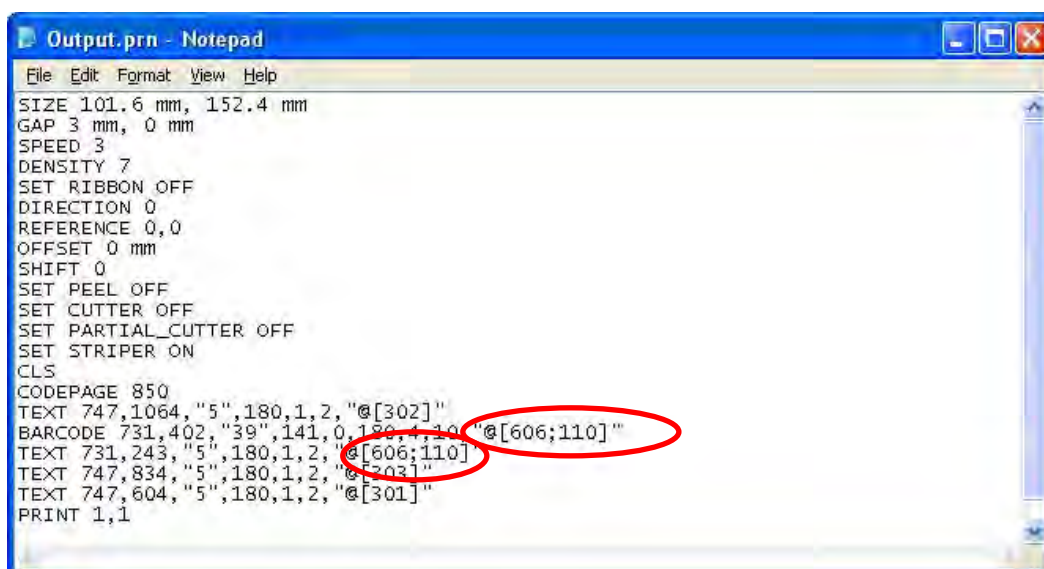 Output.prn - Notepad
File Edit Format View Help
SIZE 101.6 mm, 152.4 mm
GAP 3 mm, 0 mm
SPEED 3
DENSITY 7
SET RIBBON OFF
DIRECTION 0
REFERENCE 0,0
OFFSET 0 mm
SHIFT 0
SET PEEL OFF
SET CUTTER OFF
SET PARTIAL_CUTTER OFF
SET STRIPER ON
CLS
CODEPAGE 850
TEXT 747,1064,"5",180,1,2,"@[302]"
BARCODE 731,402,"39",141,0,180,4,10,"@[606;110]"
TEXT 731,243,"5",180,1,2,"@[606;110]"
TEXT 747,834,"5",180,1,2,"@[303]"
TEXT 747,604,"5",180,1,2,"@[301]"
PRINT 1,1